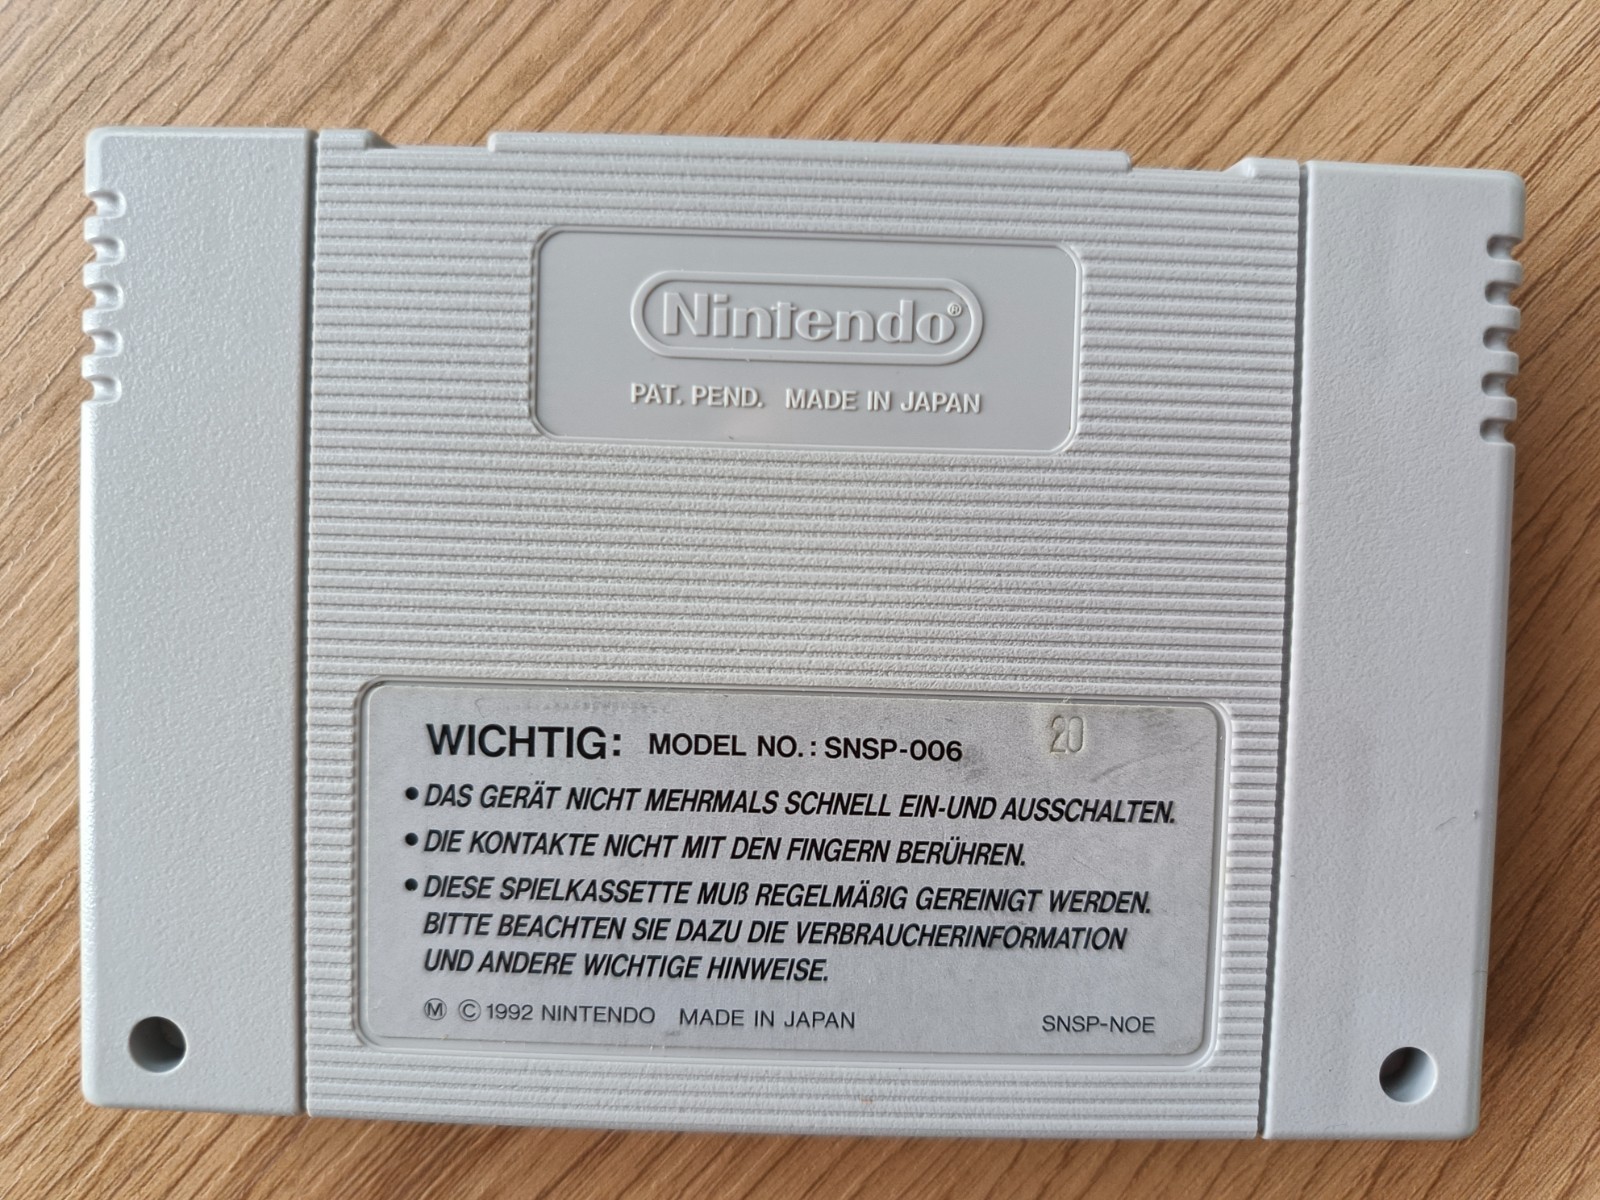 Nintendo®
PAT. PEND. MADE IN JAPAN
WICHTIG: MODEL NO.: SNSP-006 20
• DAS GERÄT NICHT MEHRMALS SCHNELL EIN-UND AUSSCHALTEN.
• DIE KONTAKTE NICHT MIT DEN FINGERN BERÜHREN.
• DIESE SPIELKASSETTE MUß REGELMÄßIG GEREINIGT WERDEN.
BITTE BEACHTEN SIE DAZU DIE VERBRAUCHERINFORMATION
UND ANDERE WICHTIGE HINWEISE.
Ⓜ © 1992 NINTENDO MADE IN JAPAN SNSP-NOE